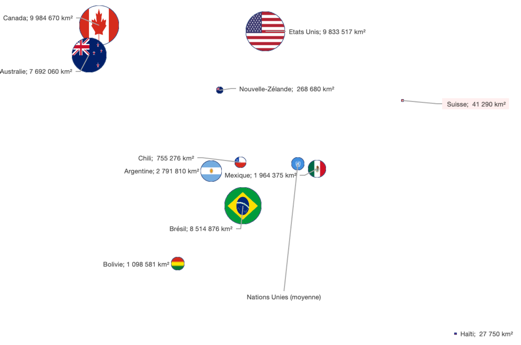 Canada; 9 984 670 km²
Etats Unis; 9 833 517 km²
Australie; 7 692 060 km²
Nouvelle-Zélande; 268 680 km²
Suisse; 41 290 km²
Chili; 755 276 km²
Argentine; 2 791 810 km²
Mexique; 1 964 375 km²
Brésil; 8 514 876 km²
Bolivie; 1 098 581 km²
Nations Unies (moyenne)
Haïti; 27 750 km²